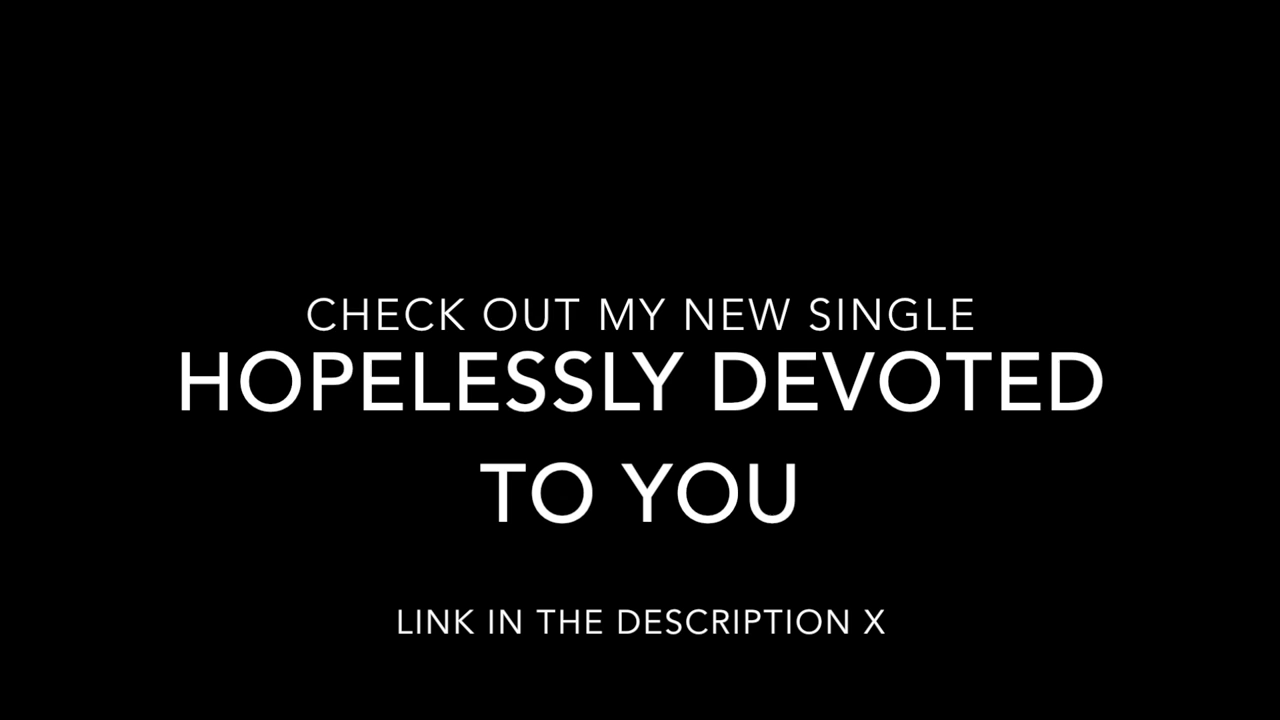 CHECK OUT MY NEW SINGLE
HOPELESSLY DEVOTED
TO YOU
LINK IN THE DESCRIPTION X